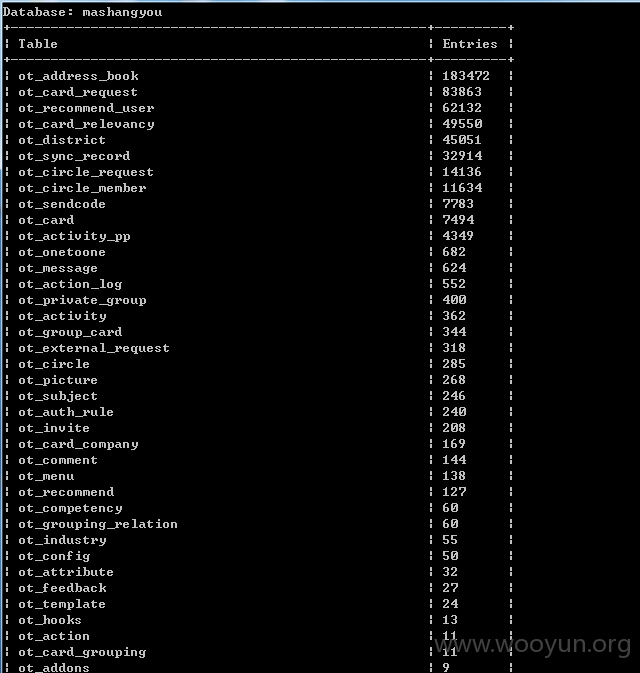 Database: mashangyou
+--------------------------------------------------+---------+
| Table | Entries |
+--------------------------------------------------+---------+
| ot_address_book | 183472 |
| ot_card_request | 83863 |
| ot_recommend_user | 62132 |
| ot_card_relevancy | 49550 |
| ot_district | 45051 |
| ot_sync_record | 32914 |
| ot_circle_request | 14136 |
| ot_circle_member | 11634 |
| ot_sendcode | 7783 |
| ot_card | 7494 |
| ot_activity_pp | 4349 |
| ot_onetoone | 682 |
| ot_message | 624 |
| ot_action_log | 552 |
| ot_private_group | 400 |
| ot_activity | 362 |
| ot_group_card | 344 |
| ot_external_request | 318 |
| ot_circle | 285 |
| ot_picture | 268 |
| ot_subject | 246 |
| ot_auth_rule | 240 |
| ot_invite | 208 |
| ot_card_company | 169 |
| ot_comment | 144 |
| ot_menu | 138 |
| ot_recommend | 127 |
| ot_competency | 60 |
| ot_grouping_relation | 60 |
| ot_industry | 55 |
| ot_config | 50 |
| ot_attribute | 32 |
| ot_feedback | 27 |
| ot_template | 24 |
| ot_hooks | 13 |
| ot_action | 11 |
| ot_card_grouping | 11 |
| ot_addons | 9 |
www.wooyun.org